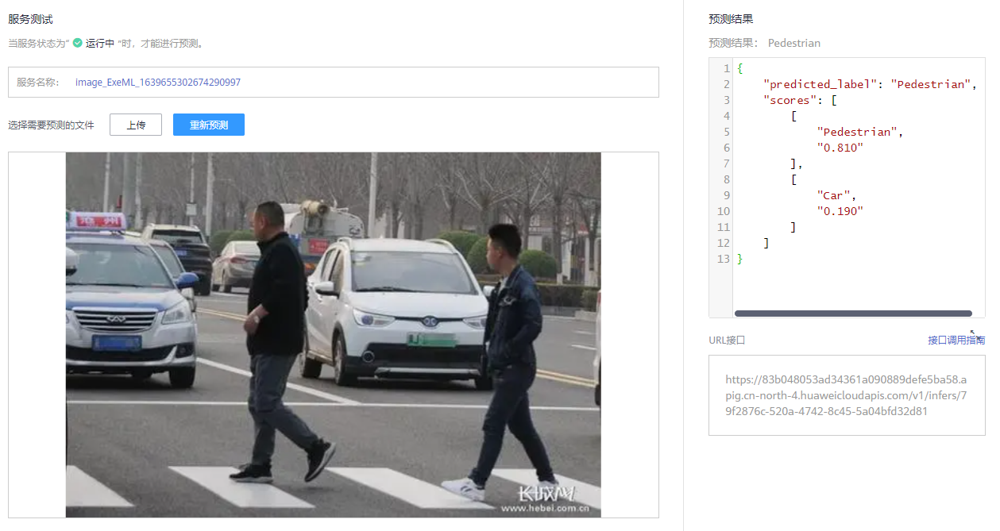 服务测试
当服务状态为“ 运行中 ”时，才能进行预测。
服务名称： image_ExeML_1639655302674290997
选择需要预测的文件 上传 重新预测
长城网
www.hebei.com.cn
预测结果
预测结果： Pedestrian
1 {
2 "predicted_label": "Pedestrian",
3 "scores": [
4 [
5 "Pedestrian",
6 "0.810"
7 ],
8 [
9 "Car",
10 "0.190"
11 ]
12 ]
13 }
URL接口 接口调用指南
https://83b048053ad34361a090889defe5ba58.a
pig.cn-north-4.huaweicloudapis.com/v1/infers/7
9f2876c-520a-4742-8c45-5a04bfd32d81